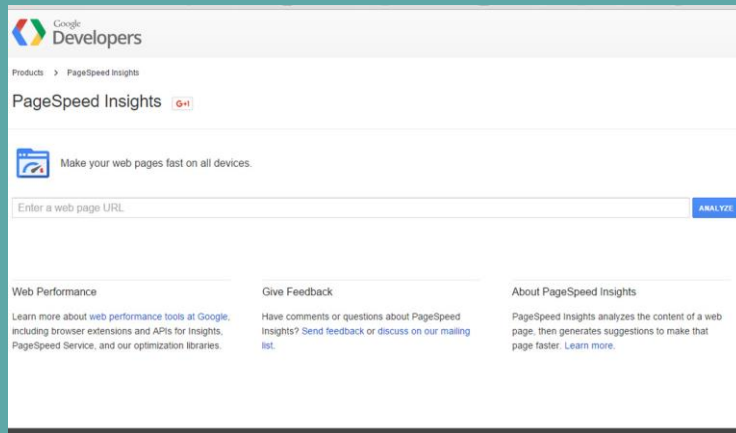 Google
Developers
Products > PageSpeed Insights
PageSpeed Insights G+1
Make your web pages fast on all devices.
Enter a web page URL
ANALYZE
Web Performance
Learn more about web performance tools at Google,
including browser extensions and APIs for Insights,
PageSpeed Service, and our optimization libraries.
Give Feedback
Have comments or questions about PageSpeed
Insights? Send feedback or discuss on our mailing
list.
About PageSpeed Insights
PageSpeed Insights analyzes the content of a web
page, then generates suggestions to make that
page faster. Learn more.